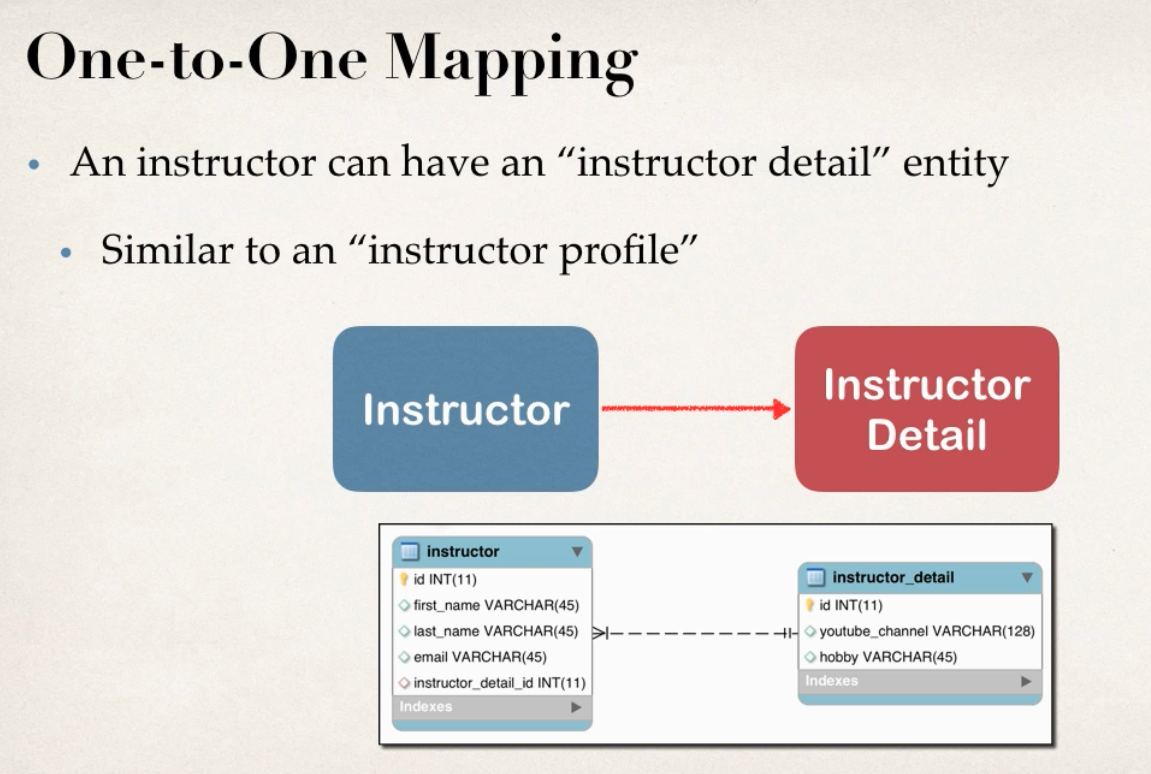 One-to-One Mapping
• An instructor can have an “instructor detail” entity
• Similar to an “instructor profile”
Instructor
Instructor
Detail
instructor
id INT(11)
first_name VARCHAR(45)
last_name VARCHAR(45)
email VARCHAR(45)
instructor_detail_id INT(11)
Indexes
instructor_detail
id INT(11)
youtube_channel VARCHAR(128)
hobby VARCHAR(45)
Indexes